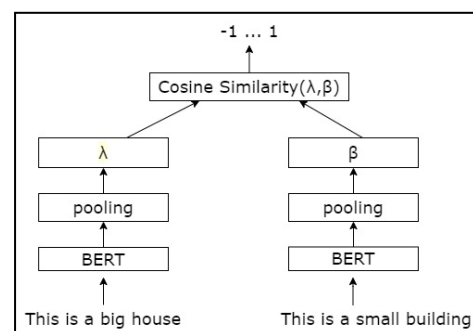 -1 ... 1
Cosine Similarity(λ,β)
λ
β
pooling
pooling
BERT
BERT
This is a big house
This is a small building